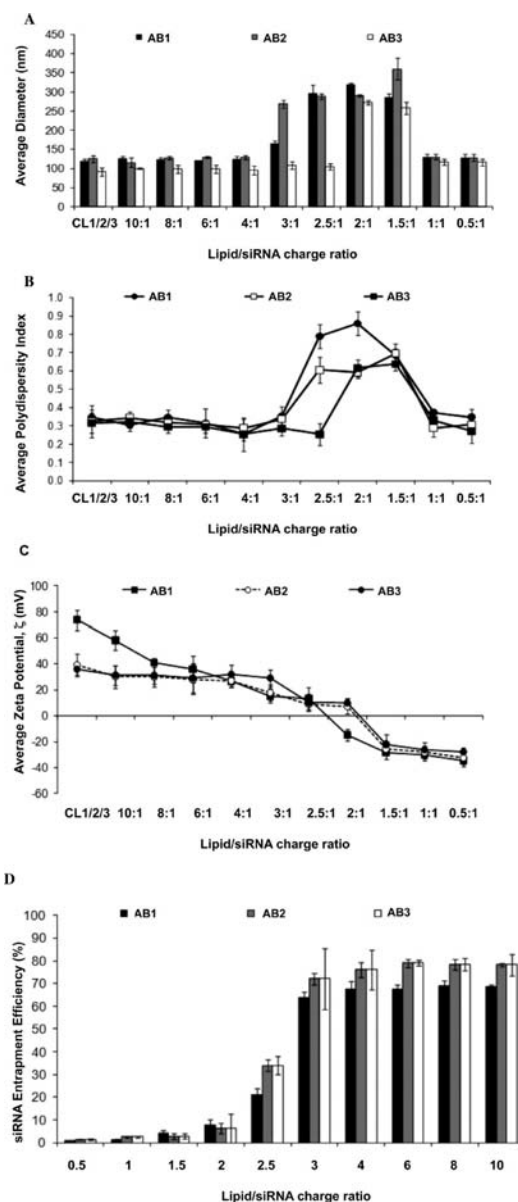 A
AB1 AB2 AB3
Average Diameter (nm)
450
400
350
300
250
200
150
100
50
0
CL1/2/3 10:1 8:1 6:1 4:1 3:1 2.5:1 2:1 1.5:1 1:1 0.5:1
Lipid/siRNA charge ratio
B
AB1 AB2 AB3
Average Polydispersity Index
1.0
0.9
0.8
0.7
0.6
0.5
0.4
0.3
0.2
0.1
0.0
CL1/2/3 10:1 8:1 6:1 4:1 3:1 2.5:1 2:1 1.5:1 1:1 0.5:1
Lipid/siRNA charge ratio
C
AB1 AB2 AB3
Average Zeta Potential, ζ (mV)
100
80
60
40
20
0
-20
-40
-60
CL1/2/3 10:1 8:1 6:1 4:1 3:1 2.5:1 2:1 1.5:1 1:1 0.5:1
Lipid/siRNA charge ratio
D
AB1 AB2 AB3
siRNA Entrapment Efficiency (%)
100
90
80
70
60
50
40
30
20
10
0
0.5 1 1.5 2 2.5 3 4 6 8 10
Lipid/siRNA charge ratio